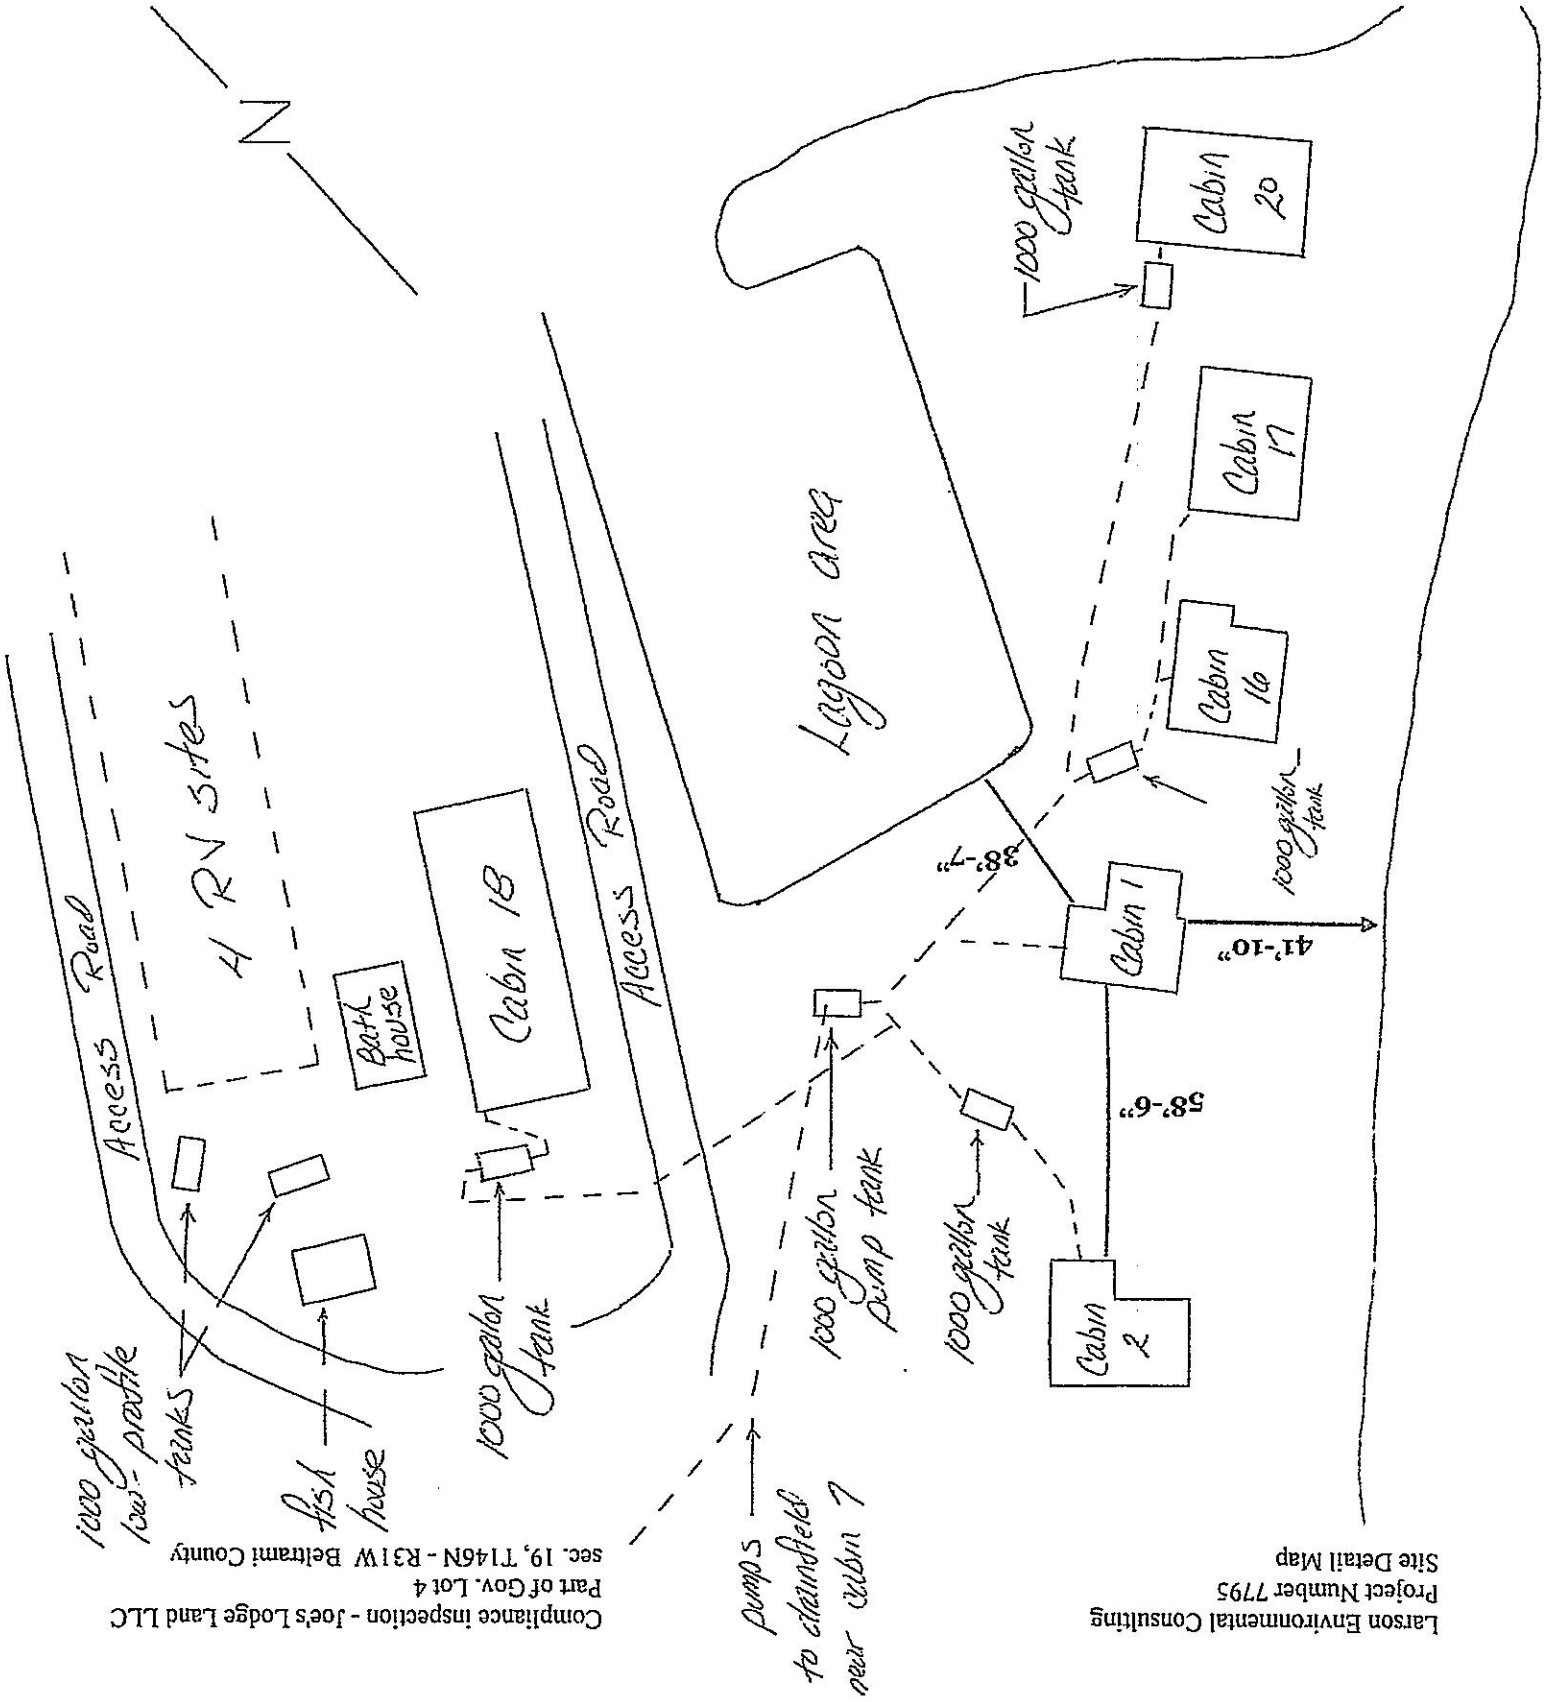 Compliance inspection - Joe's Lodge Land LLC
Part of Gov. Lot 4
sec. 19, T146N - R31W Beltrami County
Larson Environmental Consulting
Project Number 7795
Site Detail Map
N
Access Road
4 RV sites
Bath
house
Cabin 18
Access Road
Lagoon area
1000 gallon
low-profile
tanks
fish
house
1000 gallon
tank
pumps
to drainfield
near cabin 7
1000 gallon
pump tank
1000 gallon
tank
Cabin
2
58'-6"
Cabin 1
38'-7"
41'-10"
1000 gallon
tank
Cabin
16
Cabin
17
1000 gallon
tank
Cabin
20